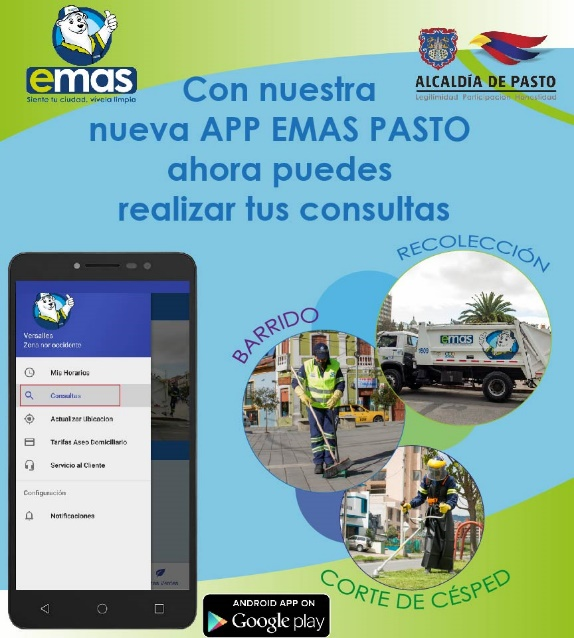 emas
Siente tu ciudad, vívela limpia
ALCALDÍA DE PASTO
Legitimidad Participación Honestidad
Con nuestra
nueva APP EMAS PASTO
ahora puedes
realizar tus consultas
RECOLECCIÓN
BARRIDO
emas
CORTE DE CÉSPED
Versalles
Zona nor occidente
Mis Horarios
Consultas
Actualizar Ubicacion
Tarifas Aseo Domiciliario
Servicio al Cliente
Configuración
Notificaciones
ANDROID APP ON
Google play